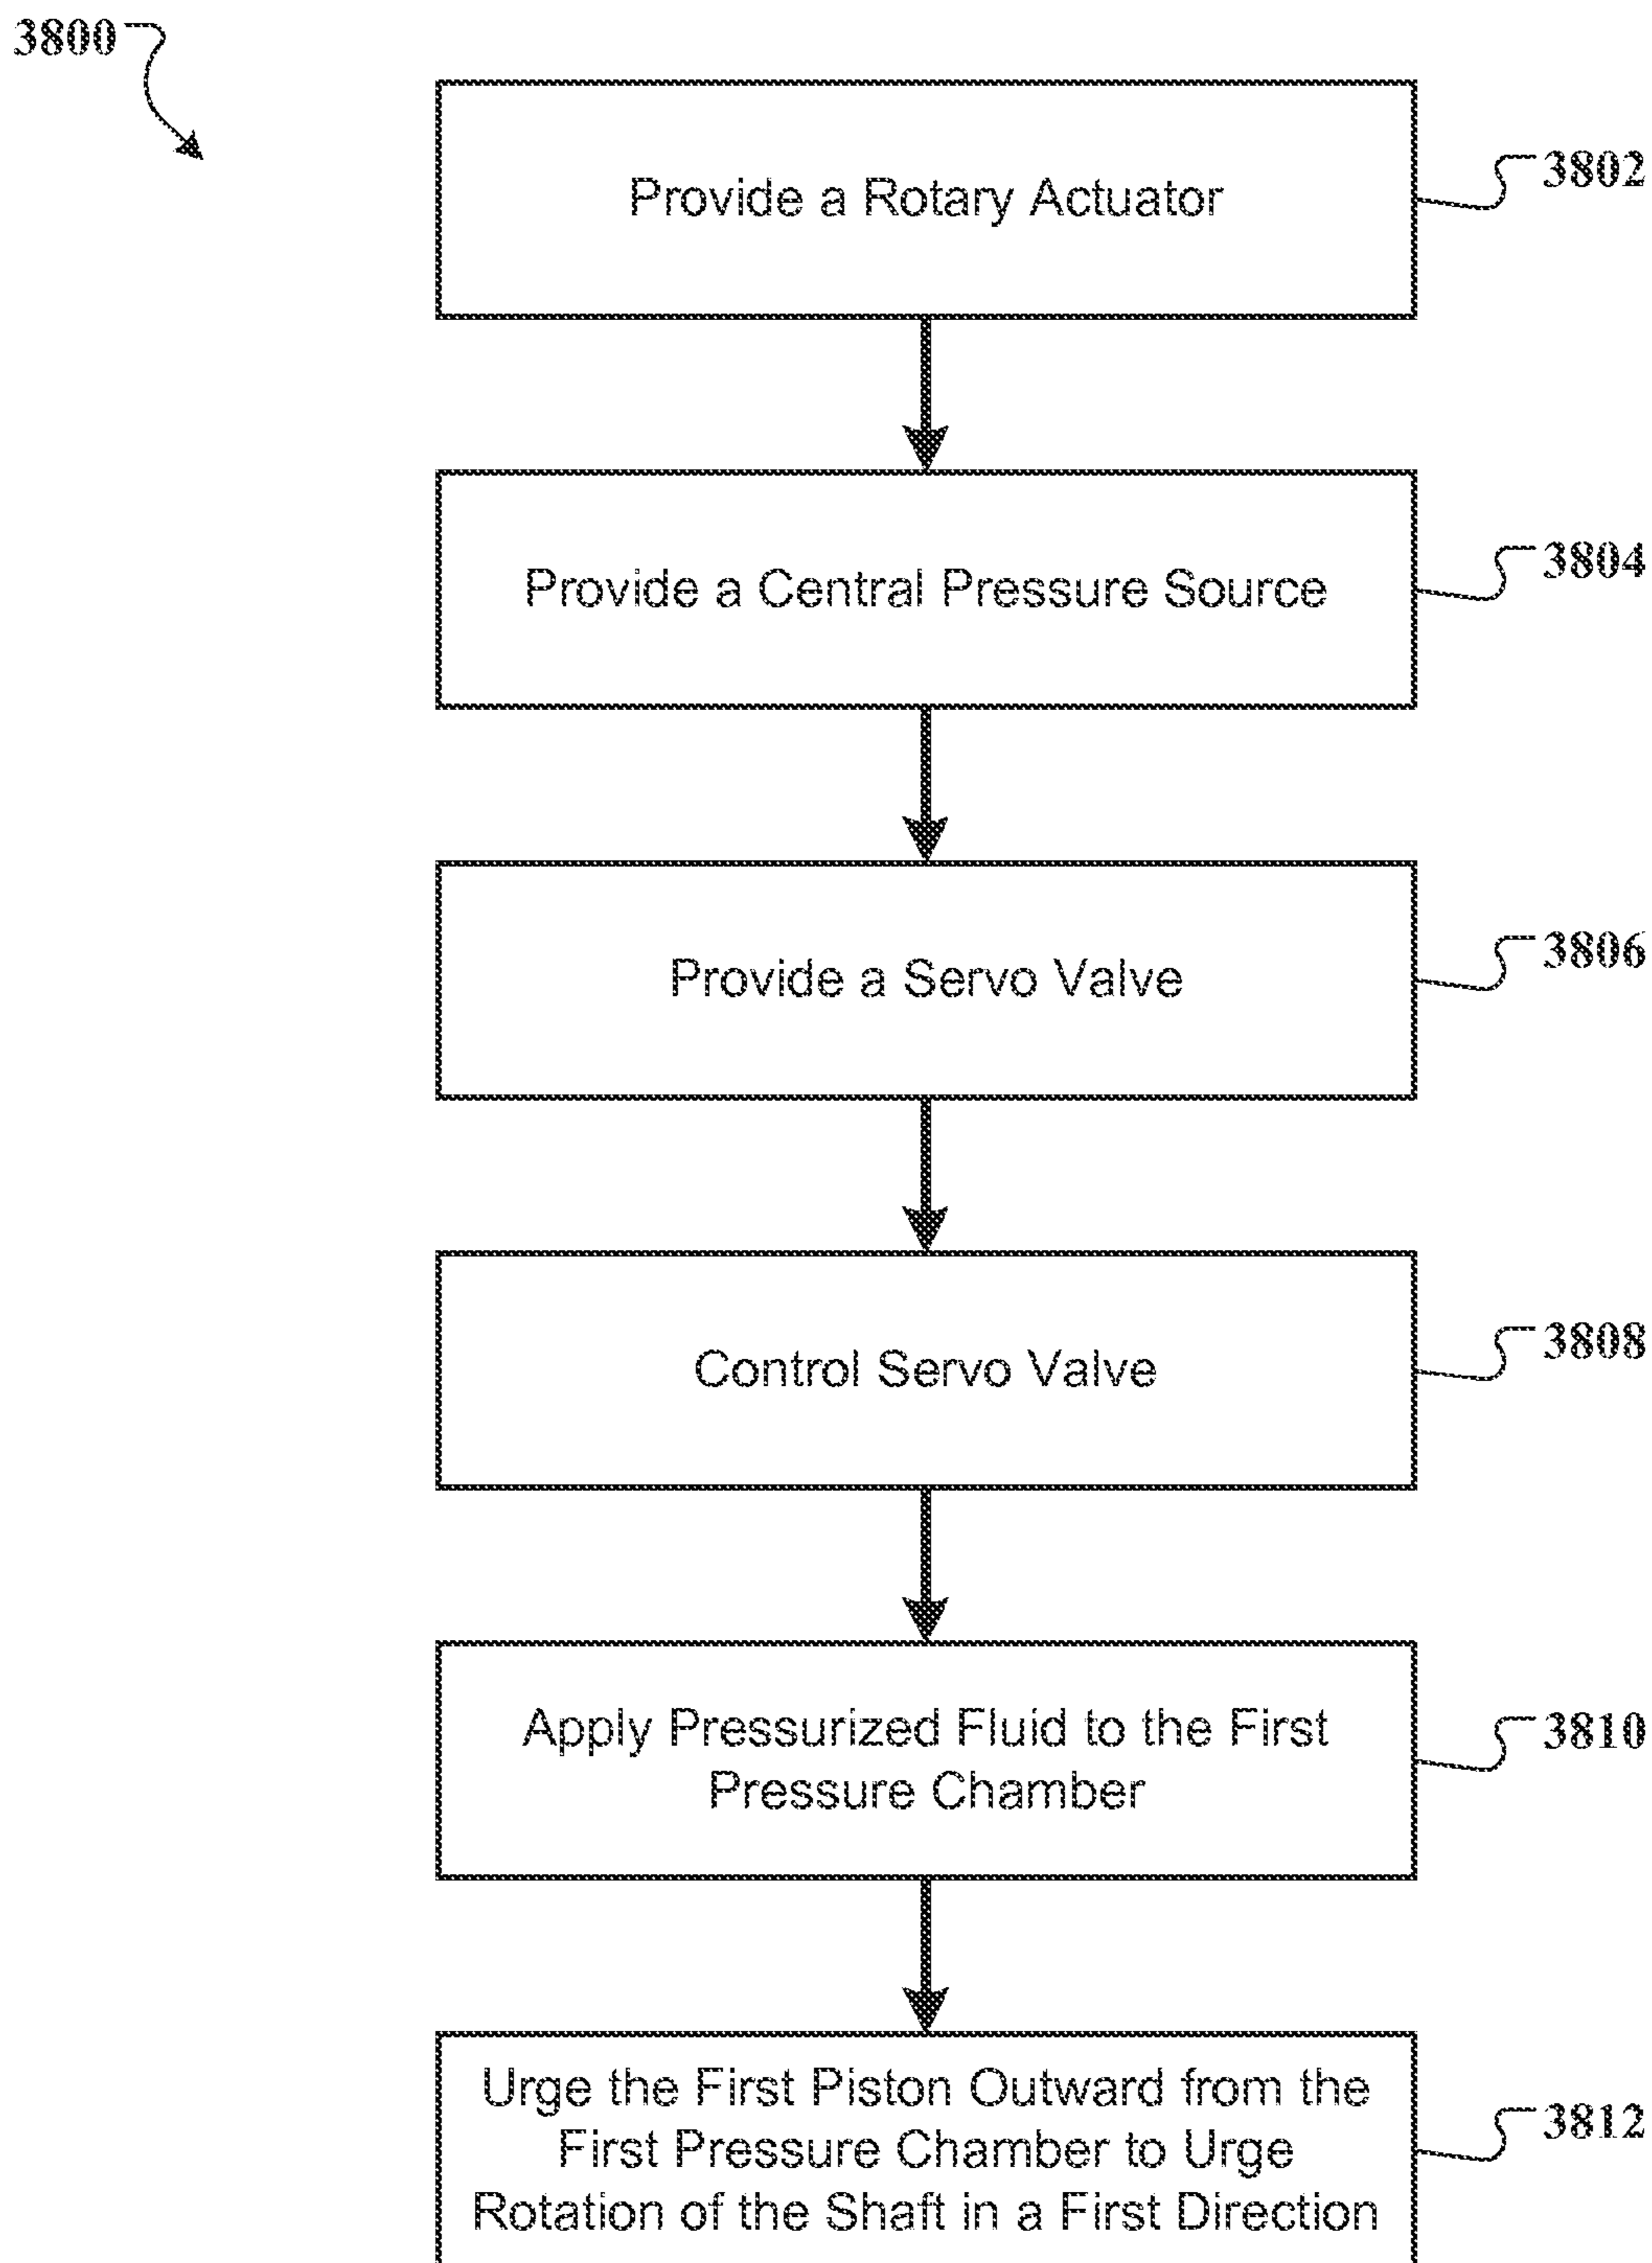 3800
Provide a Rotary Actuator
3802
Provide a Central Pressure Source
3804
Provide a Servo Valve
3806
Control Servo Valve
3808
Apply Pressurized Fluid to the First
Pressure Chamber
3810
Urge the First Piston Outward from the
First Pressure Chamber to Urge
Rotation of the Shaft in a First Direction
3812